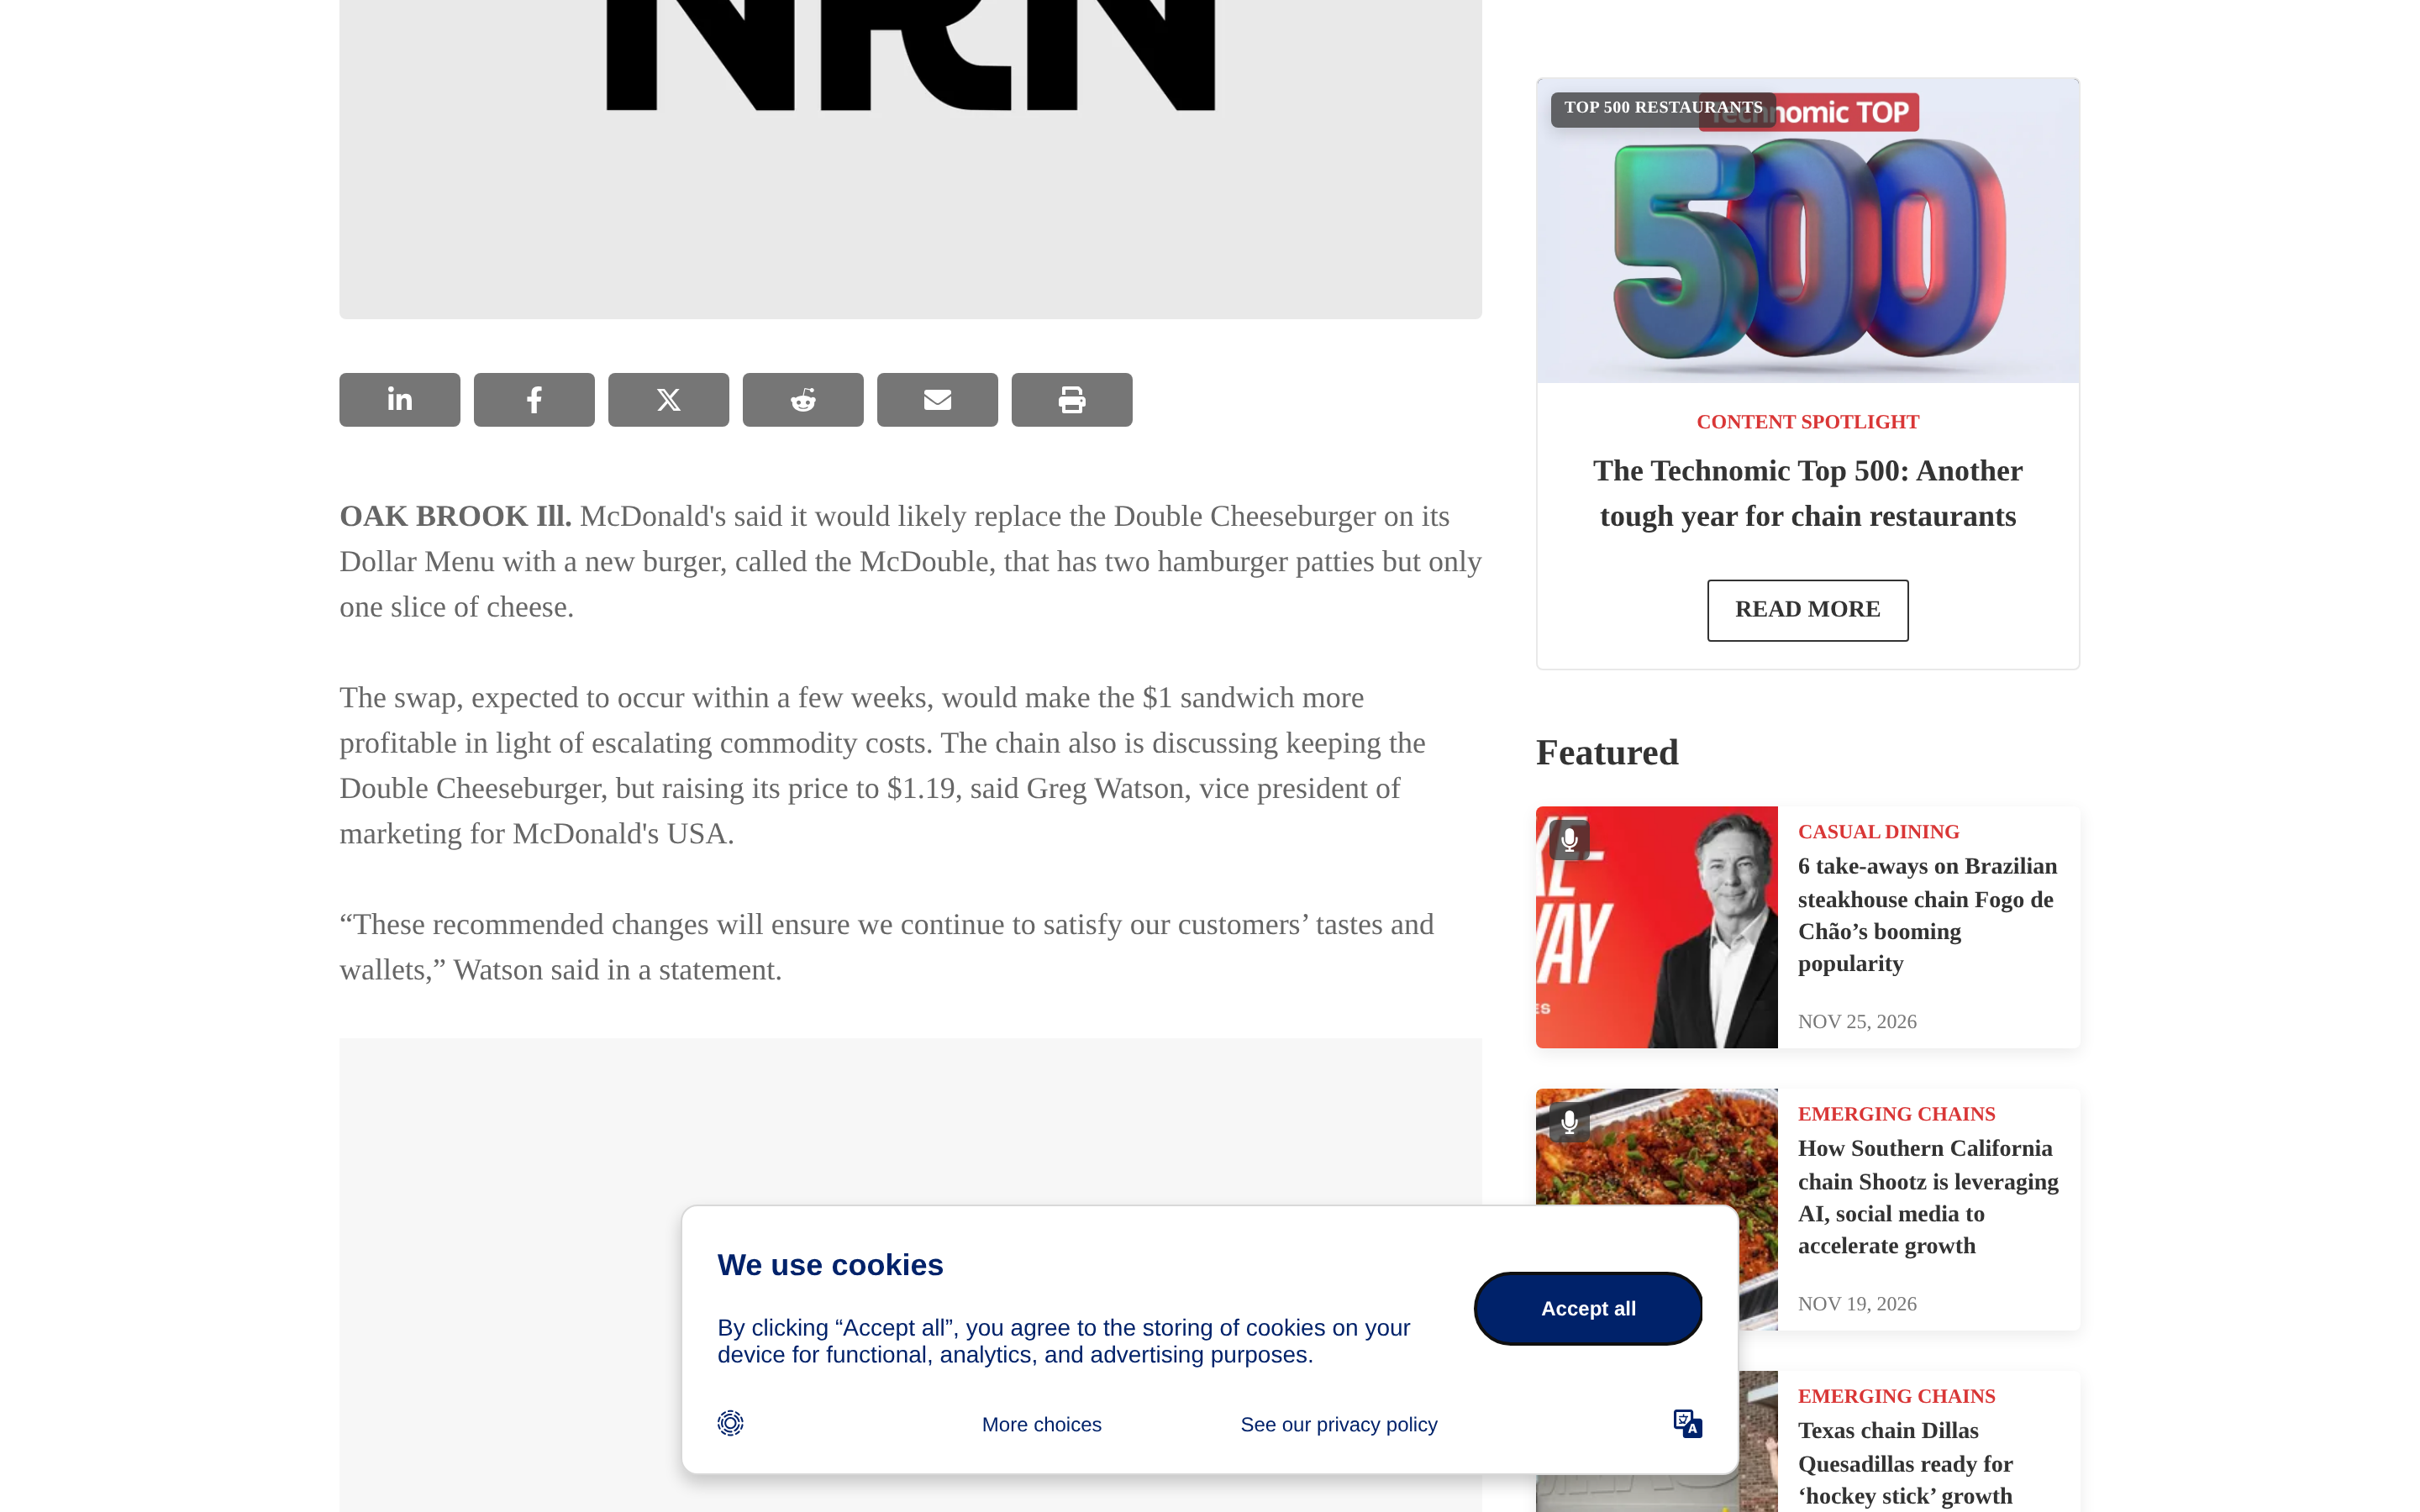 NRN
TOP 500 RESTAURANTS
Technomic TOP
500
CONTENT SPOTLIGHT
The Technomic Top 500: Another
tough year for chain restaurants
READ MORE
OAK BROOK Ill. McDonald's said it would likely replace the Double Cheeseburger on its
Dollar Menu with a new burger, called the McDouble, that has two hamburger patties but only
one slice of cheese.
The swap, expected to occur within a few weeks, would make the $1 sandwich more
profitable in light of escalating commodity costs. The chain also is discussing keeping the
Double Cheeseburger, but raising its price to $1.19, said Greg Watson, vice president of
marketing for McDonald's USA.
“These recommended changes will ensure we continue to satisfy our customers’ tastes and
wallets,” Watson said in a statement.
Featured
CASUAL DINING
6 take-aways on Brazilian
steakhouse chain Fogo de
Chão’s booming
popularity
NOV 25, 2026
EMERGING CHAINS
How Southern California
chain Shootz is leveraging
AI, social media to
accelerate growth
NOV 19, 2026
EMERGING CHAINS
Texas chain Dillas
Quesadillas ready for
‘hockey stick’ growth
We use cookies
By clicking “Accept all”, you agree to the storing of cookies on your
device for functional, analytics, and advertising purposes.
Accept all
More choices
See our privacy policy